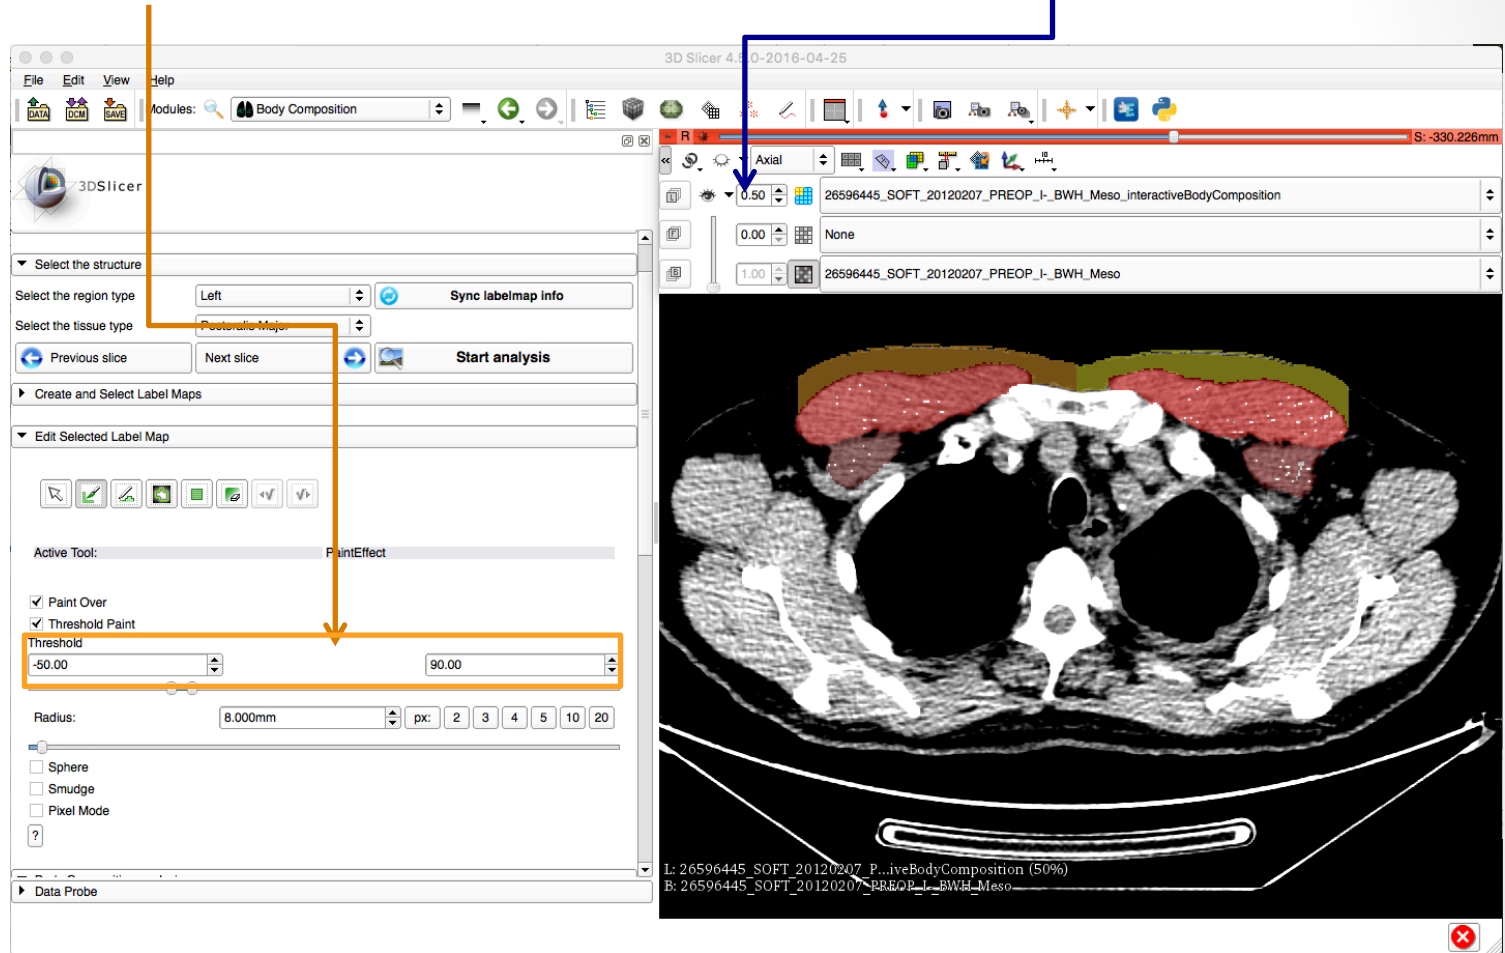 3D Slicer 4.5.0-2016-04-25
File Edit View Help
DATA DCM SAVE Modules: Body Composition
R S: -330.226mm
Axial
3DSlicer
L 0.50 26596445_SOFT_20120207_PREOP_I-_BWH_Meso_interactiveBodyComposition
F 0.00 None
B 1.00 26596445_SOFT_20120207_PREOP_I-_BWH_Meso
Select the structure
Select the region type Left Sync labelmap info
Select the tissue type Pectoralis Major
Previous slice Next slice Start analysis
Create and Select Label Maps
Edit Selected Label Map
Active Tool: PaintEffect
Paint Over
Threshold Paint
Threshold
-50.00 90.00
Radius: 8.000mm px: 2 3 4 5 10 20
Sphere
Smudge
Pixel Mode
?
Data Probe
L: 26596445_SOFT_20120207_P...iveBodyComposition (50%)
B: 26596445_SOFT_20120207_PREOP_I-_BWH_Meso